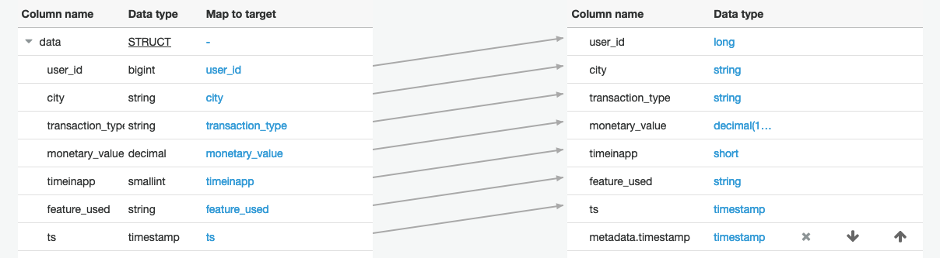 Column name Data type Map to target Column name Data type
data STRUCT - user_id long
user_id bigint user_id city string
city string city transaction_type string
transaction_type string transaction_type monetary_value decimal(1...
monetary_value decimal monetary_value timeinapp short
timeinapp smallint timeinapp feature_used string
feature_used string feature_used ts timestamp
ts timestamp ts metadata.timestamp timestamp